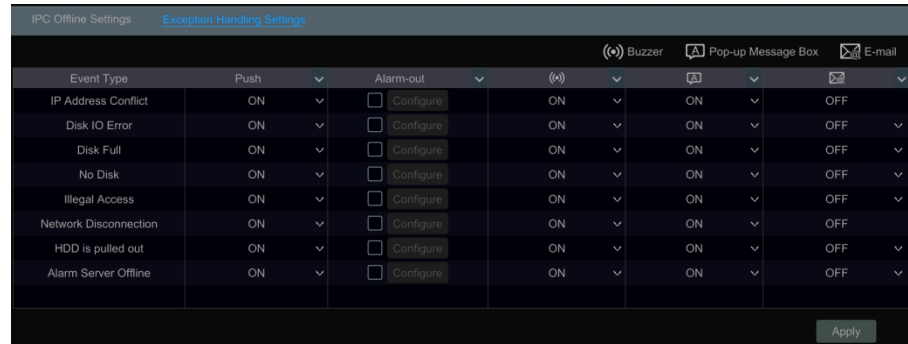 IPC Offline Settings Exception Handling Settings
Buzzer Pop-up Message Box E-mail
Event Type Push Alarm-out
IP Address Conflict ON Configure ON ON OFF
Disk IO Error ON Configure ON ON OFF
Disk Full ON Configure ON ON OFF
No Disk ON Configure ON ON OFF
Illegal Access ON Configure ON ON OFF
Network Disconnection ON Configure ON ON OFF
HDD is pulled out ON Configure ON ON OFF
Alarm Server Offline ON Configure ON ON OFF
Apply